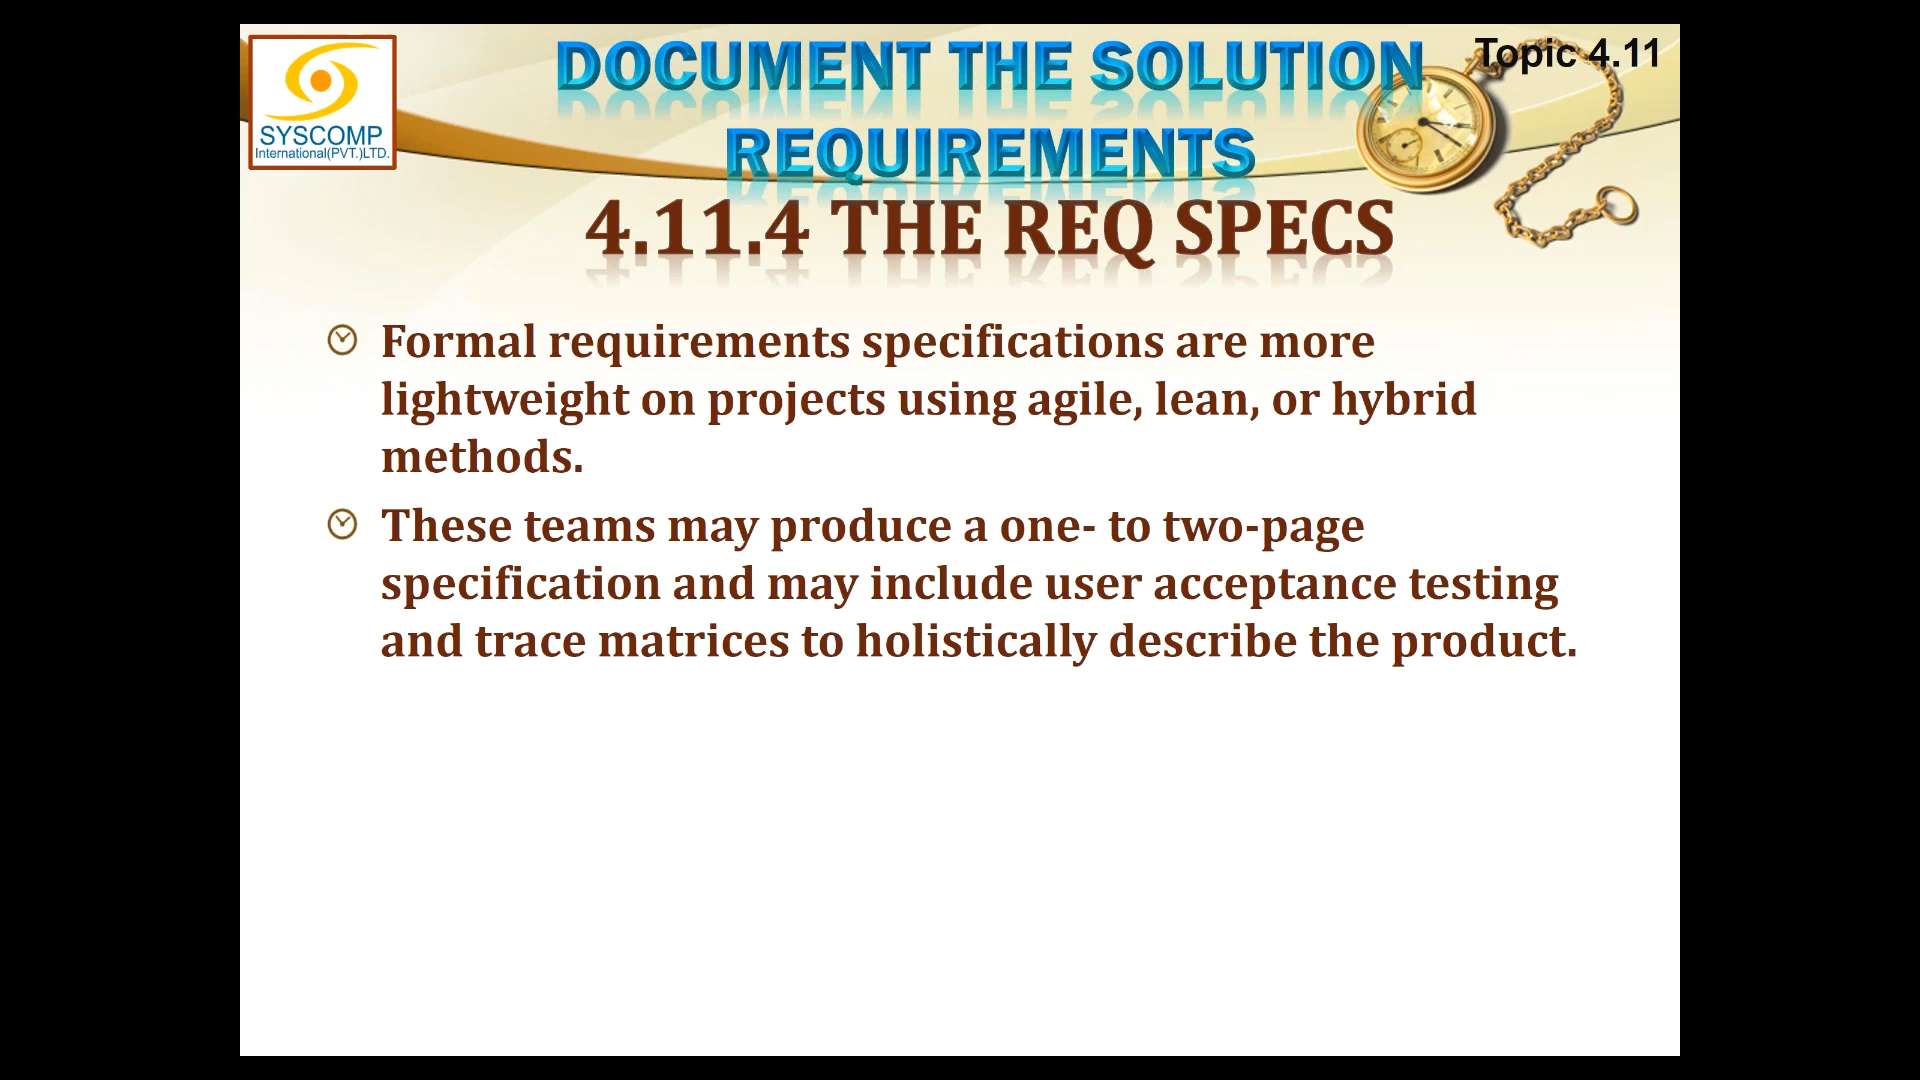 SYSCOMP
International(PVT.)LTD.
DOCUMENT THE SOLUTION
REQUIREMENTS
Topic 4.11
4.11.4 THE REQ SPECS
Formal requirements specifications are more
lightweight on projects using agile, lean, or hybrid
methods.
These teams may produce a one- to two-page
specification and may include user acceptance testing
and trace matrices to holistically describe the product.